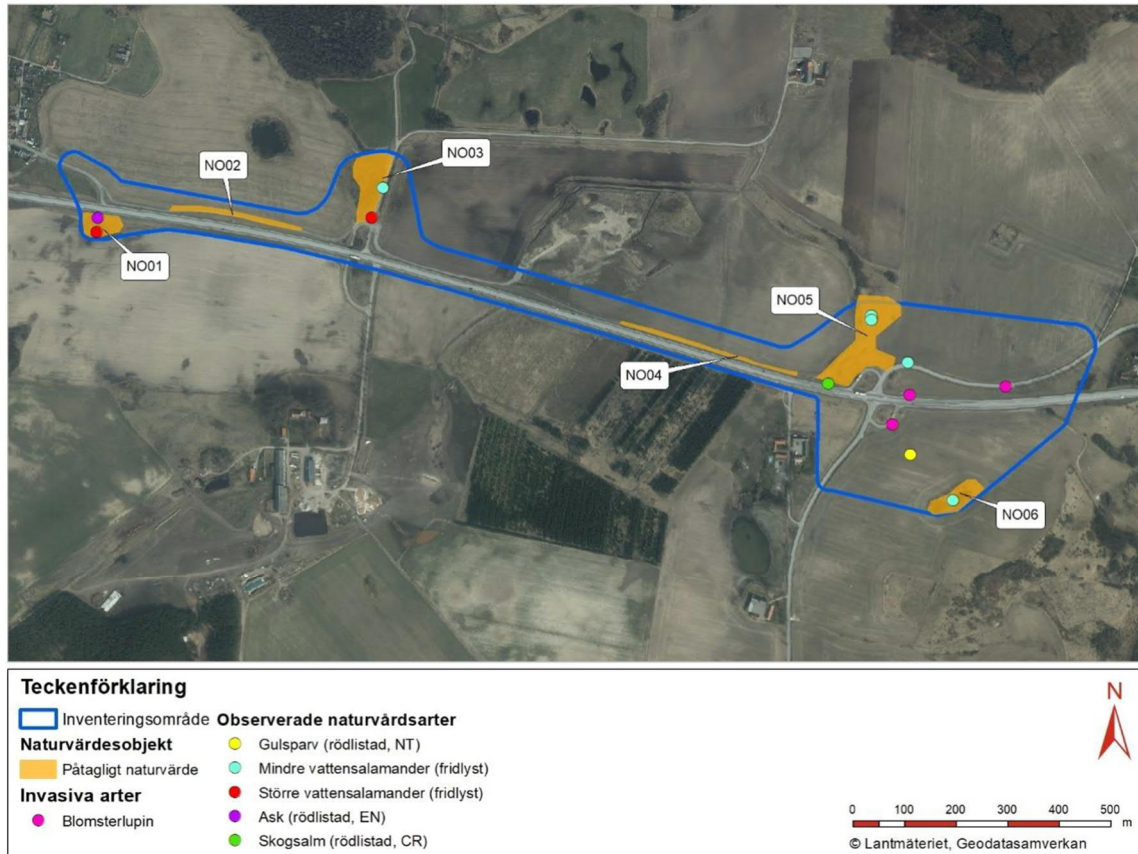 NO02
NO03
NO01
NO05
NO04
NO06
Teckenförklaring
Inventeringsområde
Naturvärdesobjekt
Påtagligt naturvärde
Invasiva arter
Blomsterlupin
Observerade naturvårdsarter
Gulsparv (rödlistad, NT)
Mindre vattensalamander (fridlyst)
Större vattensalamander (fridlyst)
Ask (rödlistad, EN)
Skogsalm (rödlistad, CR)
N
0 100 200 300 400 500
m
© Lantmäteriet, Geodatasamverkan